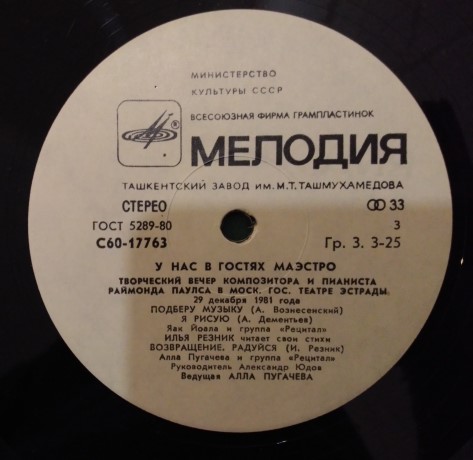 МИНИСТЕРСТВО
КУЛЬТУРЫ СССР
ВСЕСОЮЗНАЯ ФИРМА ГРАМПЛАСТИНОК
МЕЛОДИЯ
ТАШКЕНТСКИЙ ЗАВОД ИМ. М.Т. ТАШМУХАМЕДОВА
СТЕРЕО 33
ГОСТ 5289-80 3
С60-17763 Гр. 3. 3-25
У НАС В ГОСТЯХ МАЭСТРО
ТВОРЧЕСКИЙ ВЕЧЕР КОМПОЗИТОРА И ПИАНИСТА
РАЙМОНДА ПАУЛСА В МОСК. ГОС. ТЕАТРЕ ЭСТРАДЫ.
29 декабря 1981 года
ПОДБЕРУ МУЗЫКУ (А. Вознесенский)
Я РИСУЮ (А. Дементьев)
Яак Йоала и группа «Рецитал»
ИЛЬЯ РЕЗНИК читает свои стихи
ВОЗВРАЩЕНИЕ, РАДУЙСЯ (И. Резник)
Алла Пугачева и группа «Рецитал»
Руководитель Александр Юдов
Ведущая АЛЛА ПУГАЧЕВА